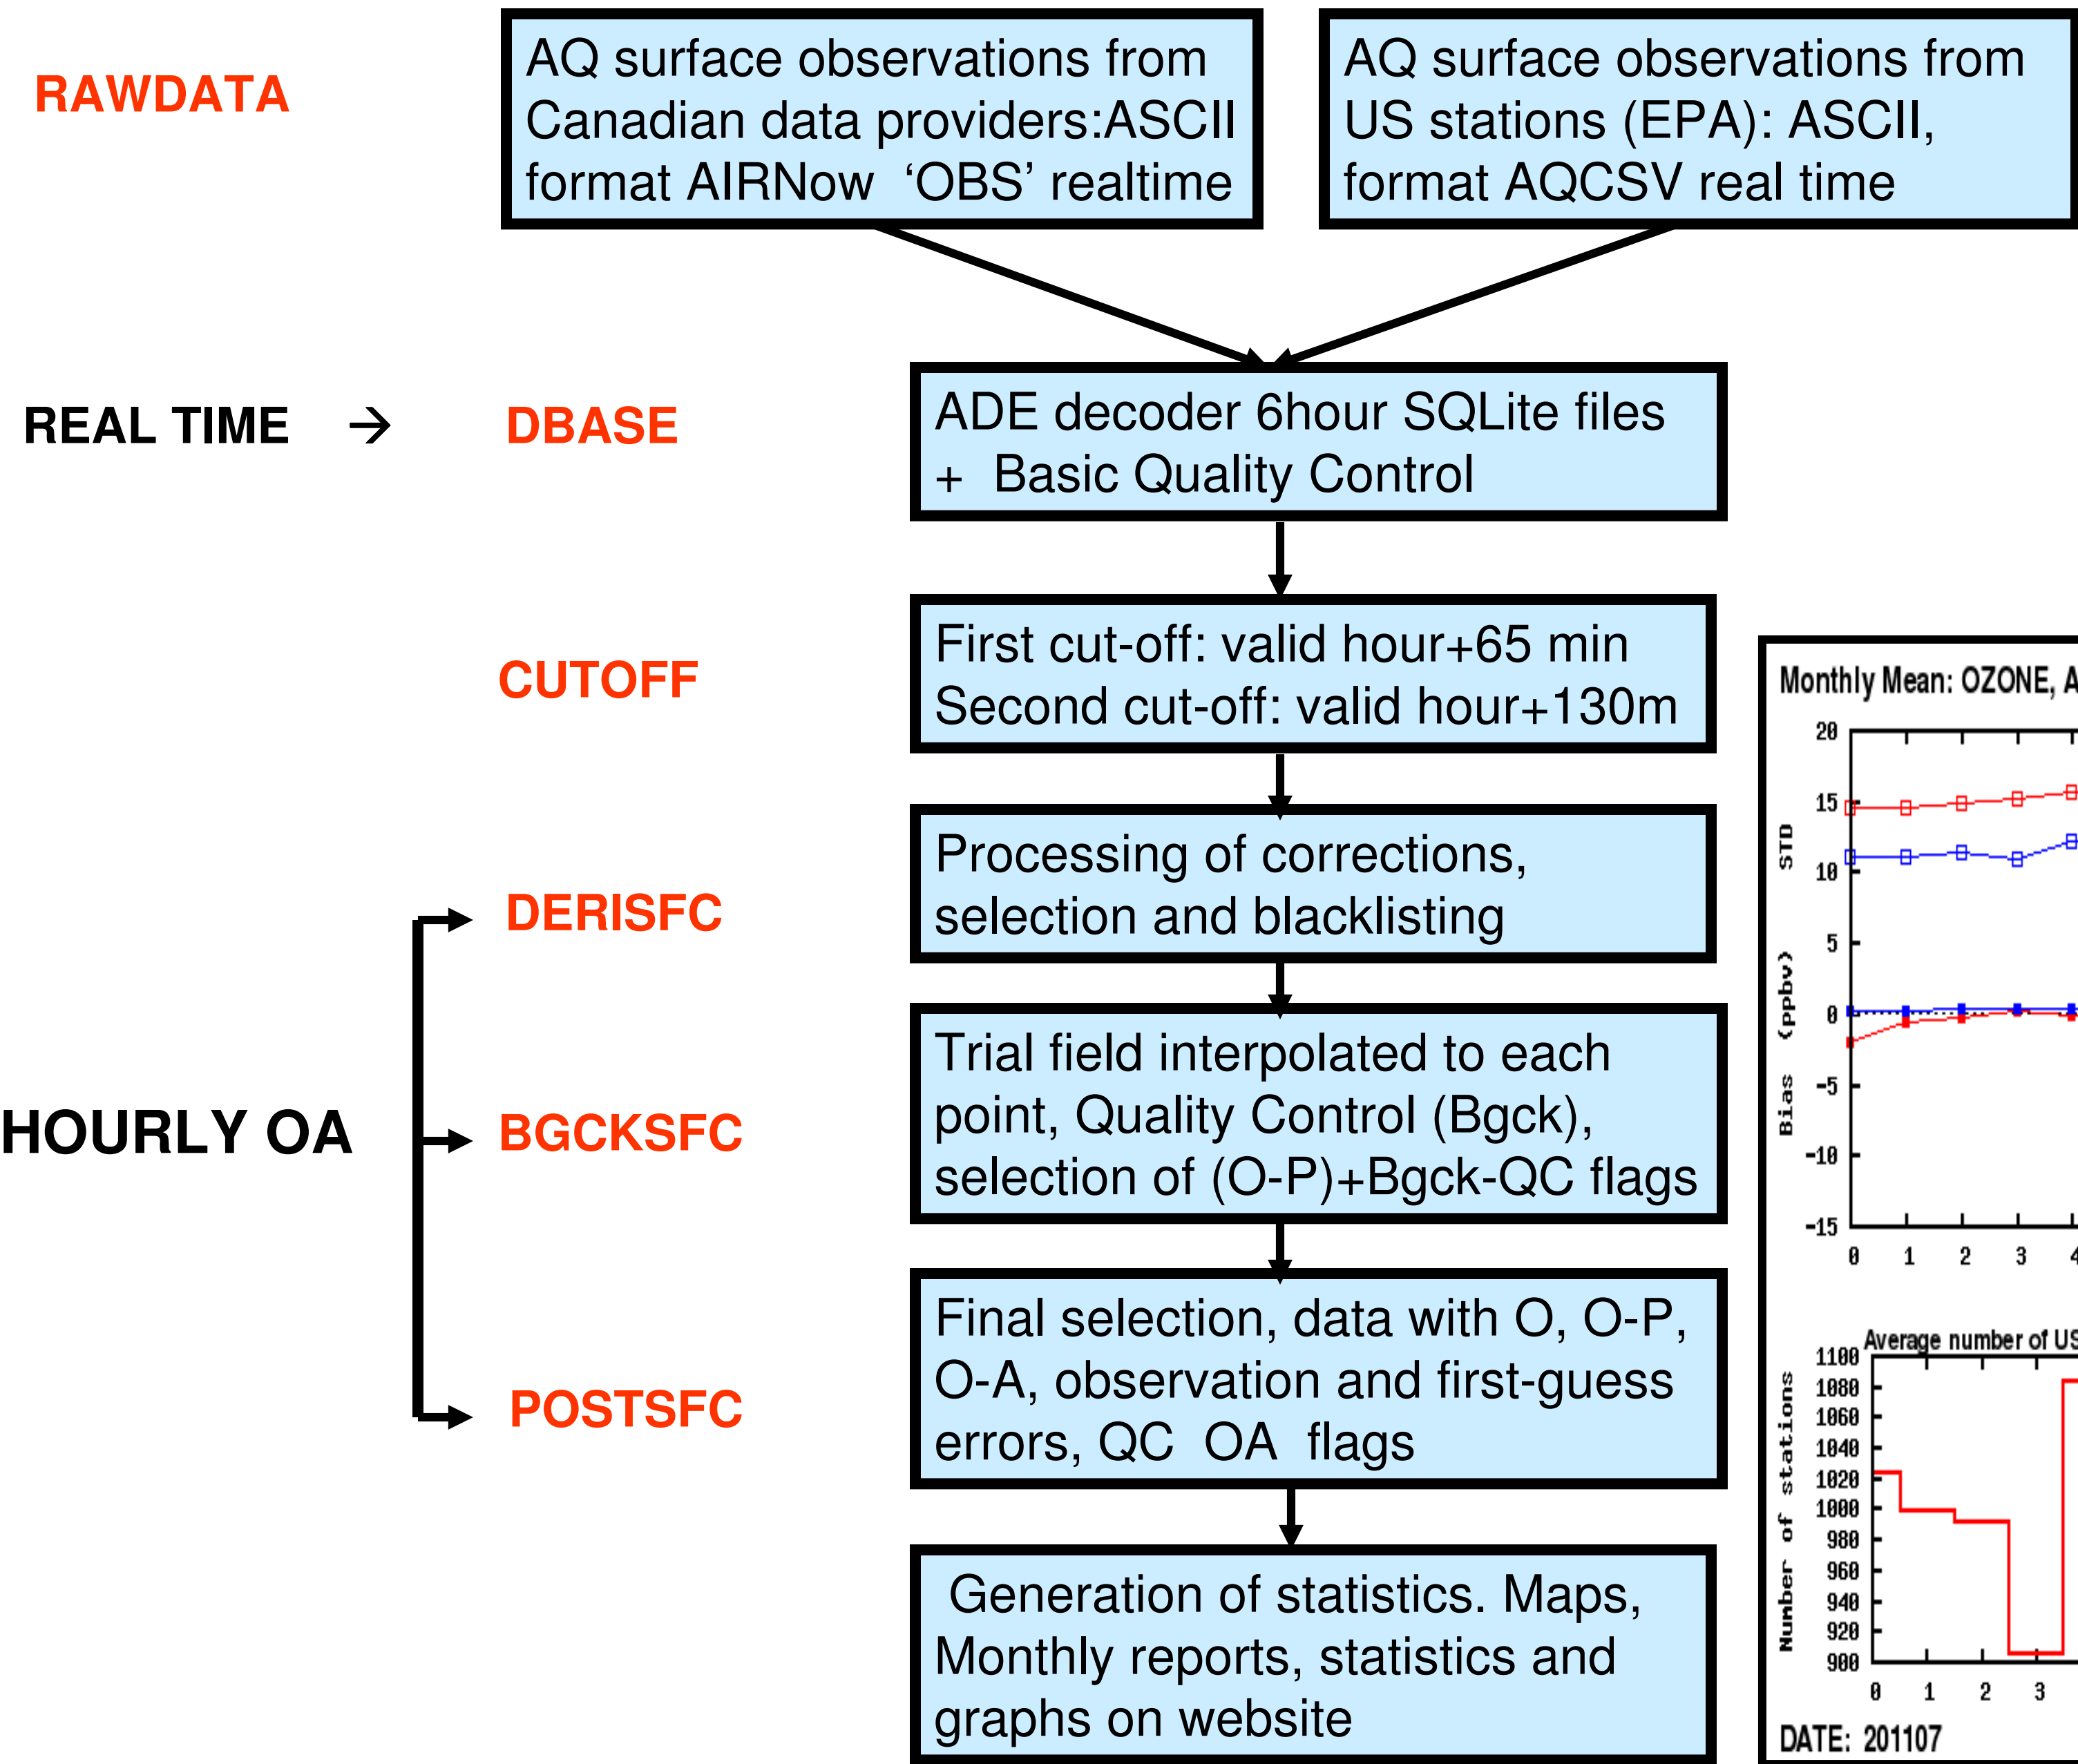 RAWDATA
AQ surface observations from
Canadian data providers:ASCII
format AIRNow ‘OBS’ realtime
AQ surface observations from
US stations (EPA): ASCII,
format AQCSV real time
REAL TIME → DBASE
ADE decoder 6hour SQLite files
+ Basic Quality Control
CUTOFF
First cut-off: valid hour+65 min
Second cut-off: valid hour+130m
DERISFC
Processing of corrections,
selection and blacklisting
HOURLY OA
BGCKSFC
Trial field interpolated to each
point, Quality Control (Bgck),
selection of (O-P)+Bgck-QC flags
POSTSFC
Final selection, data with O, O-P,
O-A, observation and first-guess
errors, QC OA flags
Generation of statistics. Maps,
Monthly reports, statistics and
graphs on website
Monthly Mean: OZONE, A
Bias (ppbv) STD
20
15
10
5
0
-5
-10
-15
0 1 2 3 4
Average number of US
Number of stations
1100
1080
1060
1040
1020
1000
980
960
940
920
900
0 1 2 3
DATE: 201107